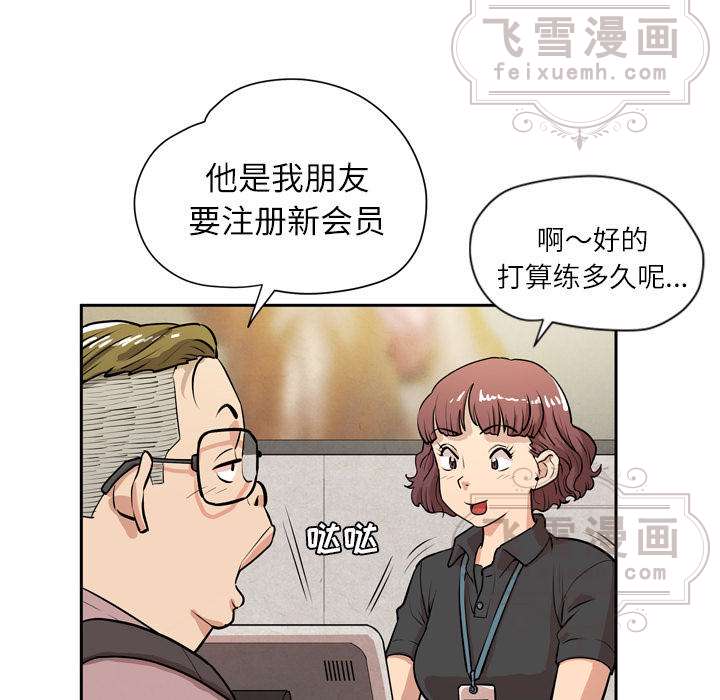 飞雪漫画
feixuemh.com
他是我朋友
要注册新会员
啊～好的
打算练多久呢...
哒哒
飞雪漫画
feixuemh.com